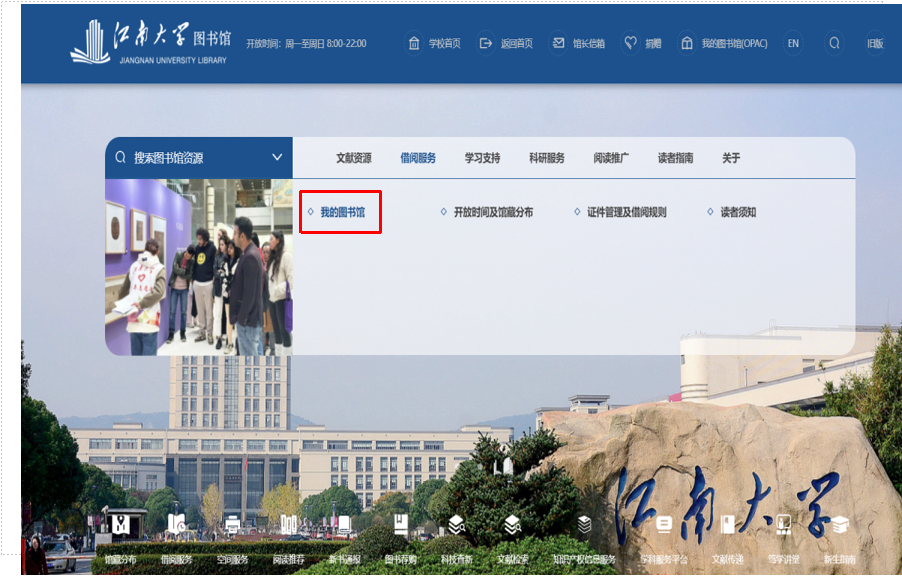 江南大学 图书馆
JIANGNAN UNIVERSITY LIBRARY
开放时间：周一至周日 8:00-22:00
学校首页 返回首页 馆长信箱 捐赠 我的图书馆(OPAC) EN 旧版
搜索图书馆资源
文献资源 借阅服务 学习支持 科研服务 阅读推广 读者指南 关于
我的图书馆 开放时间及馆藏分布 证件管理及借阅规则 读者须知
江南大学
馆藏分布 借阅服务 空间服务 阅读推荐 新书通报 图书荐购 科技查新 文献检索 知识产权信息服务 学科服务平台 文献传递 笃学讲堂 新生指南